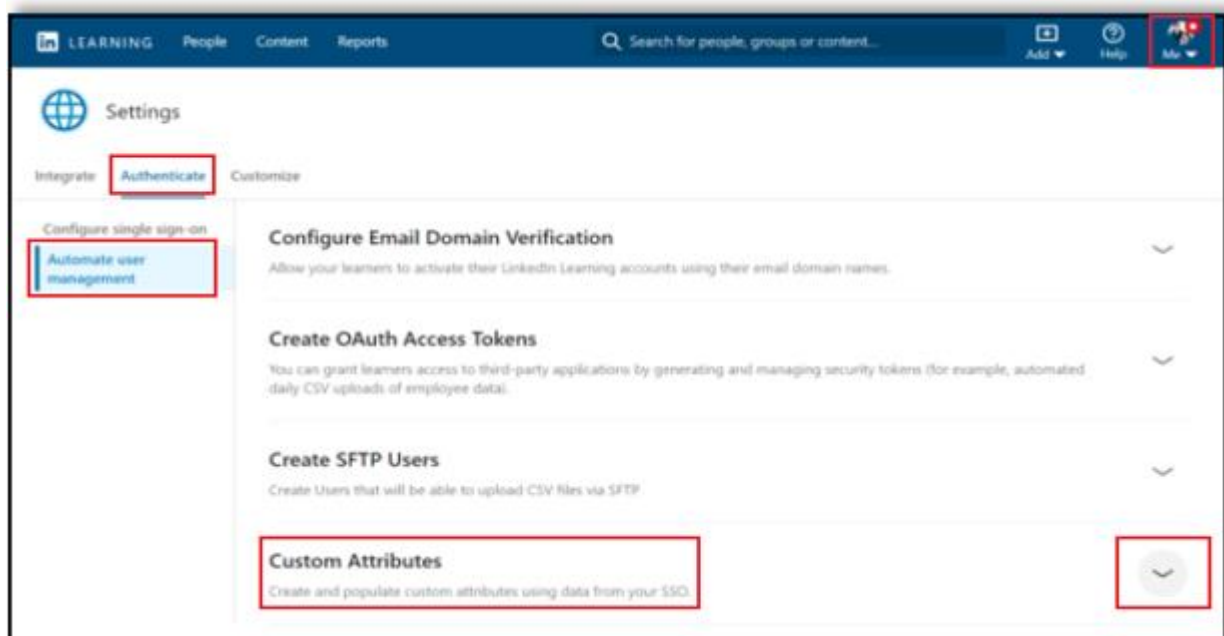 in LEARNING People Content Reports Search for people, groups or content... Add Help Me
Settings
Integrate Authenticate Customize
Configure single sign-on
Automate user
management
Configure Email Domain Verification
Allow your learners to activate their LinkedIn Learning accounts using their email domain names.
Create OAuth Access Tokens
You can grant learners access to third-party applications by generating and managing security tokens (for example, automated
daily CSV uploads of employee data).
Create SFTP Users
Create Users that will be able to upload CSV files via SFTP
Custom Attributes
Create and populate custom attributes using data from your SSO.